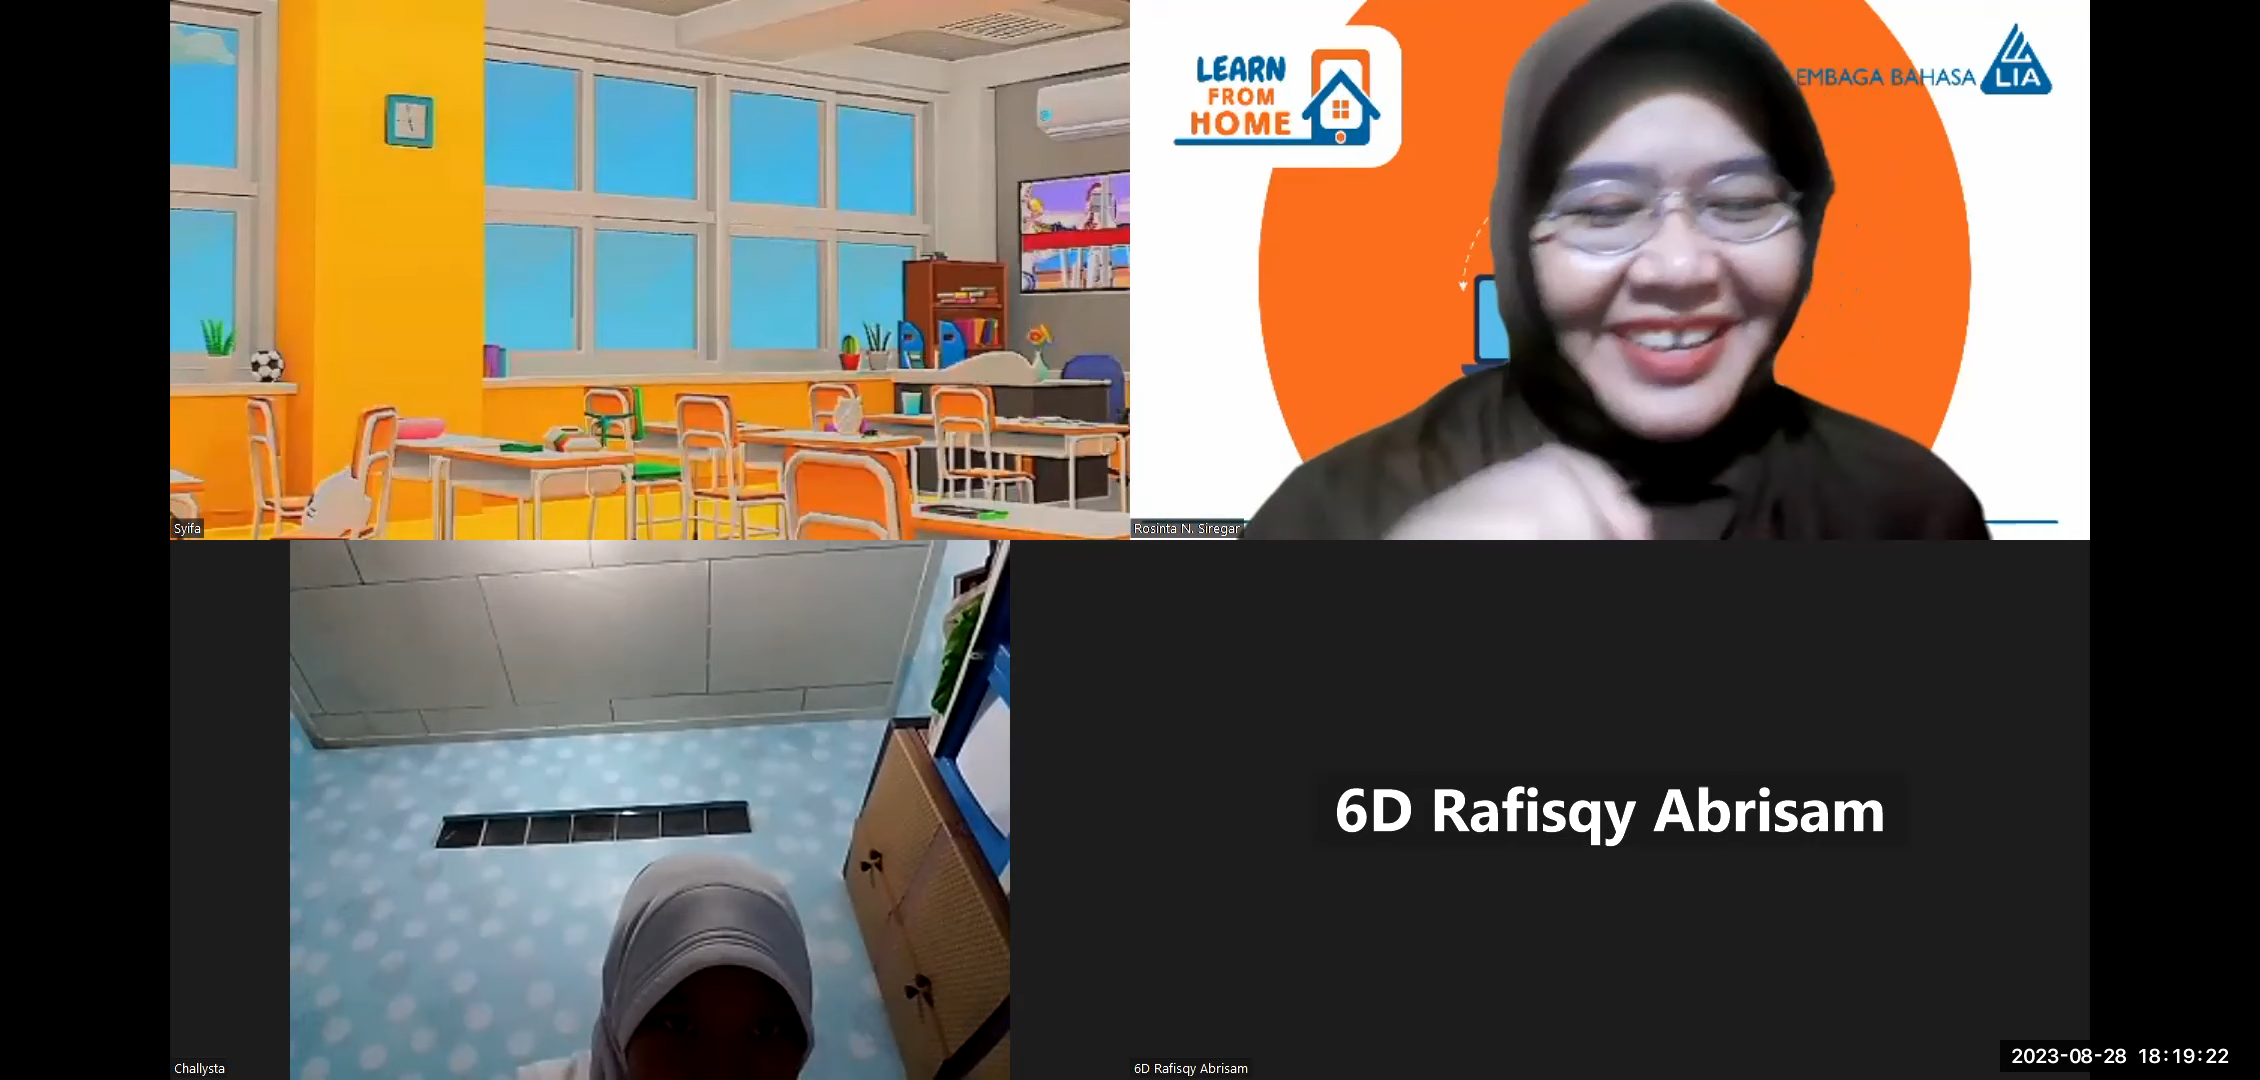 LEARN
FROM
HOME
EMBAGA BAHASA
LIA
Syifa
Rosinta N. Siregar
6D Rafisqy Abrisam
Challysta
6D Rafisqy Abrisam
2023-08-28 18:19:22